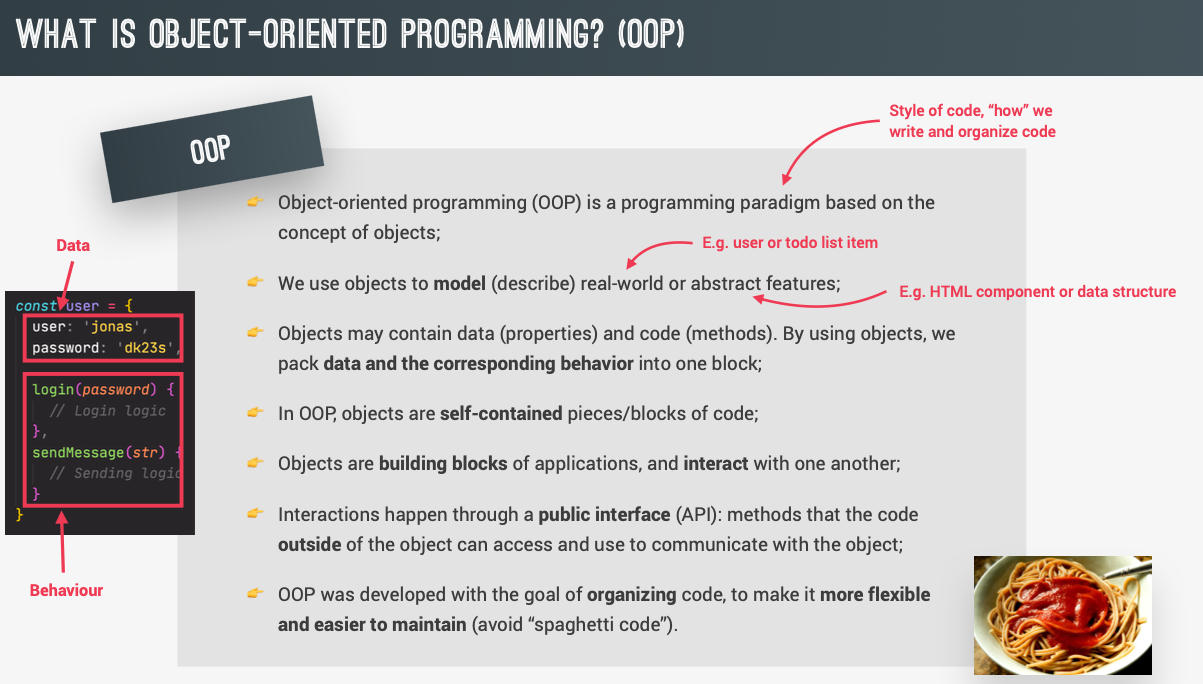 WHAT IS OBJECT-ORIENTED PROGRAMMING? (OOP)
OOP
Style of code, “how” we
write and organize code
Object-oriented programming (OOP) is a programming paradigm based on the
concept of objects;
E.g. user or todo list item
We use objects to model (describe) real-world or abstract features;
E.g. HTML component or data structure
Objects may contain data (properties) and code (methods). By using objects, we
pack data and the corresponding behavior into one block;
In OOP, objects are self-contained pieces/blocks of code;
Objects are building blocks of applications, and interact with one another;
Interactions happen through a public interface (API): methods that the code
outside of the object can access and use to communicate with the object;
OOP was developed with the goal of organizing code, to make it more flexible
and easier to maintain (avoid “spaghetti code”).
Data
const user = {
user: 'jonas',
password: 'dk23s',
login(password) {
// Login logic
},
sendMessage(str) {
// Sending logic
}
}
Behaviour